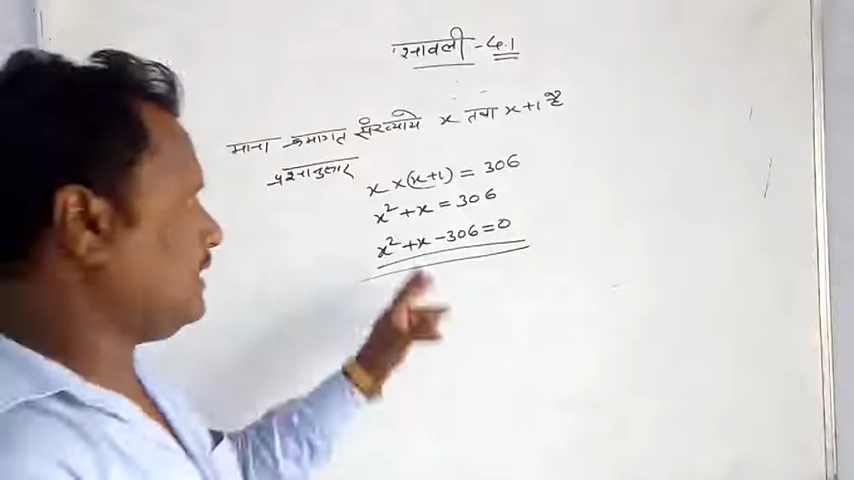 प्रश्नावली - 4.1
माना क्रमागत संख्यायें x तथा x+1 है
प्रश्नानुसार
x × (x+1) = 306
x² + x = 306
x² + x - 306 = 0